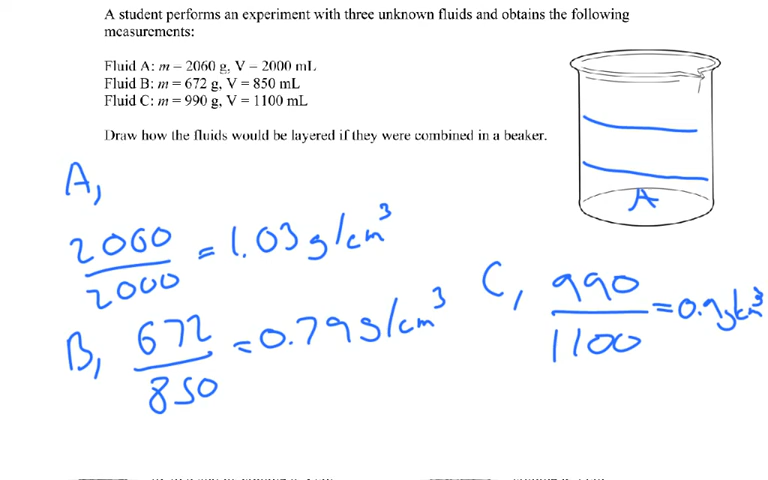 A student performs an experiment with three unknown fluids and obtains the following
measurements:
Fluid A: m = 2060 g, V = 2000 mL
Fluid B: m = 672 g, V = 850 mL
Fluid C: m = 990 g, V = 1100 mL
Draw how the fluids would be layered if they were combined in a beaker.
A
A,
2060/2000 = 1.03 g/cm³
B, 672/850 = 0.79 g/cm³
C, 990/1100 = 0.9 g/cm³